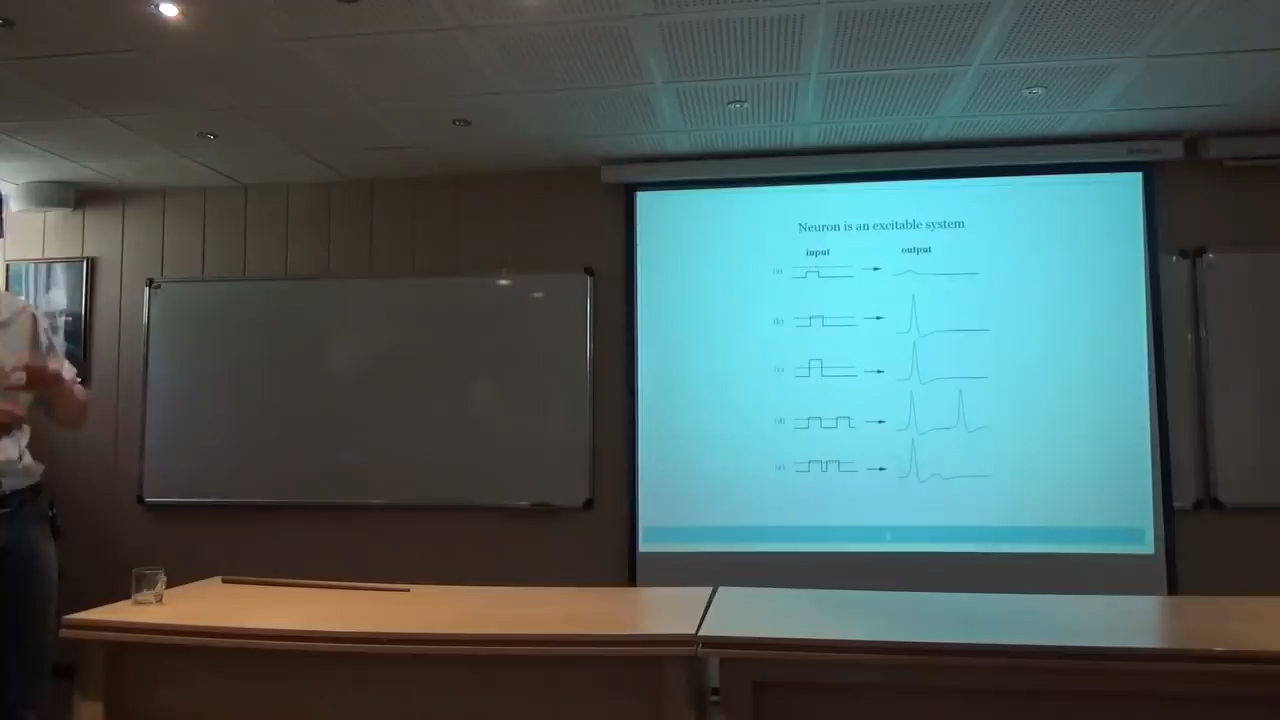 Neuron is an excitable system
input output
(a)
(b)
(c)
(d)
(e)